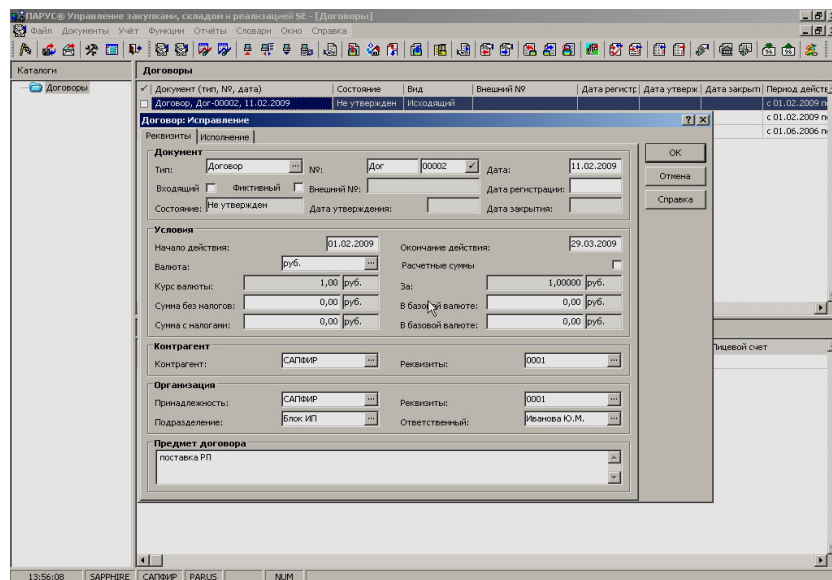 ПАРУС® Управление закупками, складом и реализацией SE - [Договоры]
Файл Документы Учёт Функции Отчёты Словари Окно Справка
Каталоги
Договоры
Договоры
Документ (тип, №, дата) Состояние Вид Внешний № Дата регистр Дата утверж Дата закрыти Период действ
Договор, Дог-00002, 11.02.2009 Не утвержден Исходящий с 01.02.2009
с 01.02.2009
с 01.06.2006
Договор: Исправление
Реквизиты Исполнение
Документ
Тип: Договор ... №: Дог 00002 Дата: 11.02.2009
Входящий Фиктивный Внешний №: Дата регистрации:
Состояние: Не утвержден Дата утверждения: Дата закрытия:
OK
Отмена
Справка
Условия
Начало действия: 01.02.2009 Окончание действия: 29.03.2009
Валюта: руб. ... Расчетные суммы
Курс валюты: 1,00 руб. За: 1,00000 руб.
Сумма без налогов: 0,00 руб. В базовой валюте: 0,00 руб.
Сумма с налогами: 0,00 руб. В базовой валюте: 0,00 руб.
Лицевой счет
Контрагент
Контрагент: САПФИР ... Реквизиты: 0001 ...
Организация
Принадлежность: САПФИР ... Реквизиты: 0001 ...
Подразделение: Блок ИП ... Ответственный: Иванова Ю.М. ...
Предмет договора
поставка РЛ
13:56:08 SAPPHIRE САПФИР PARUS NUM